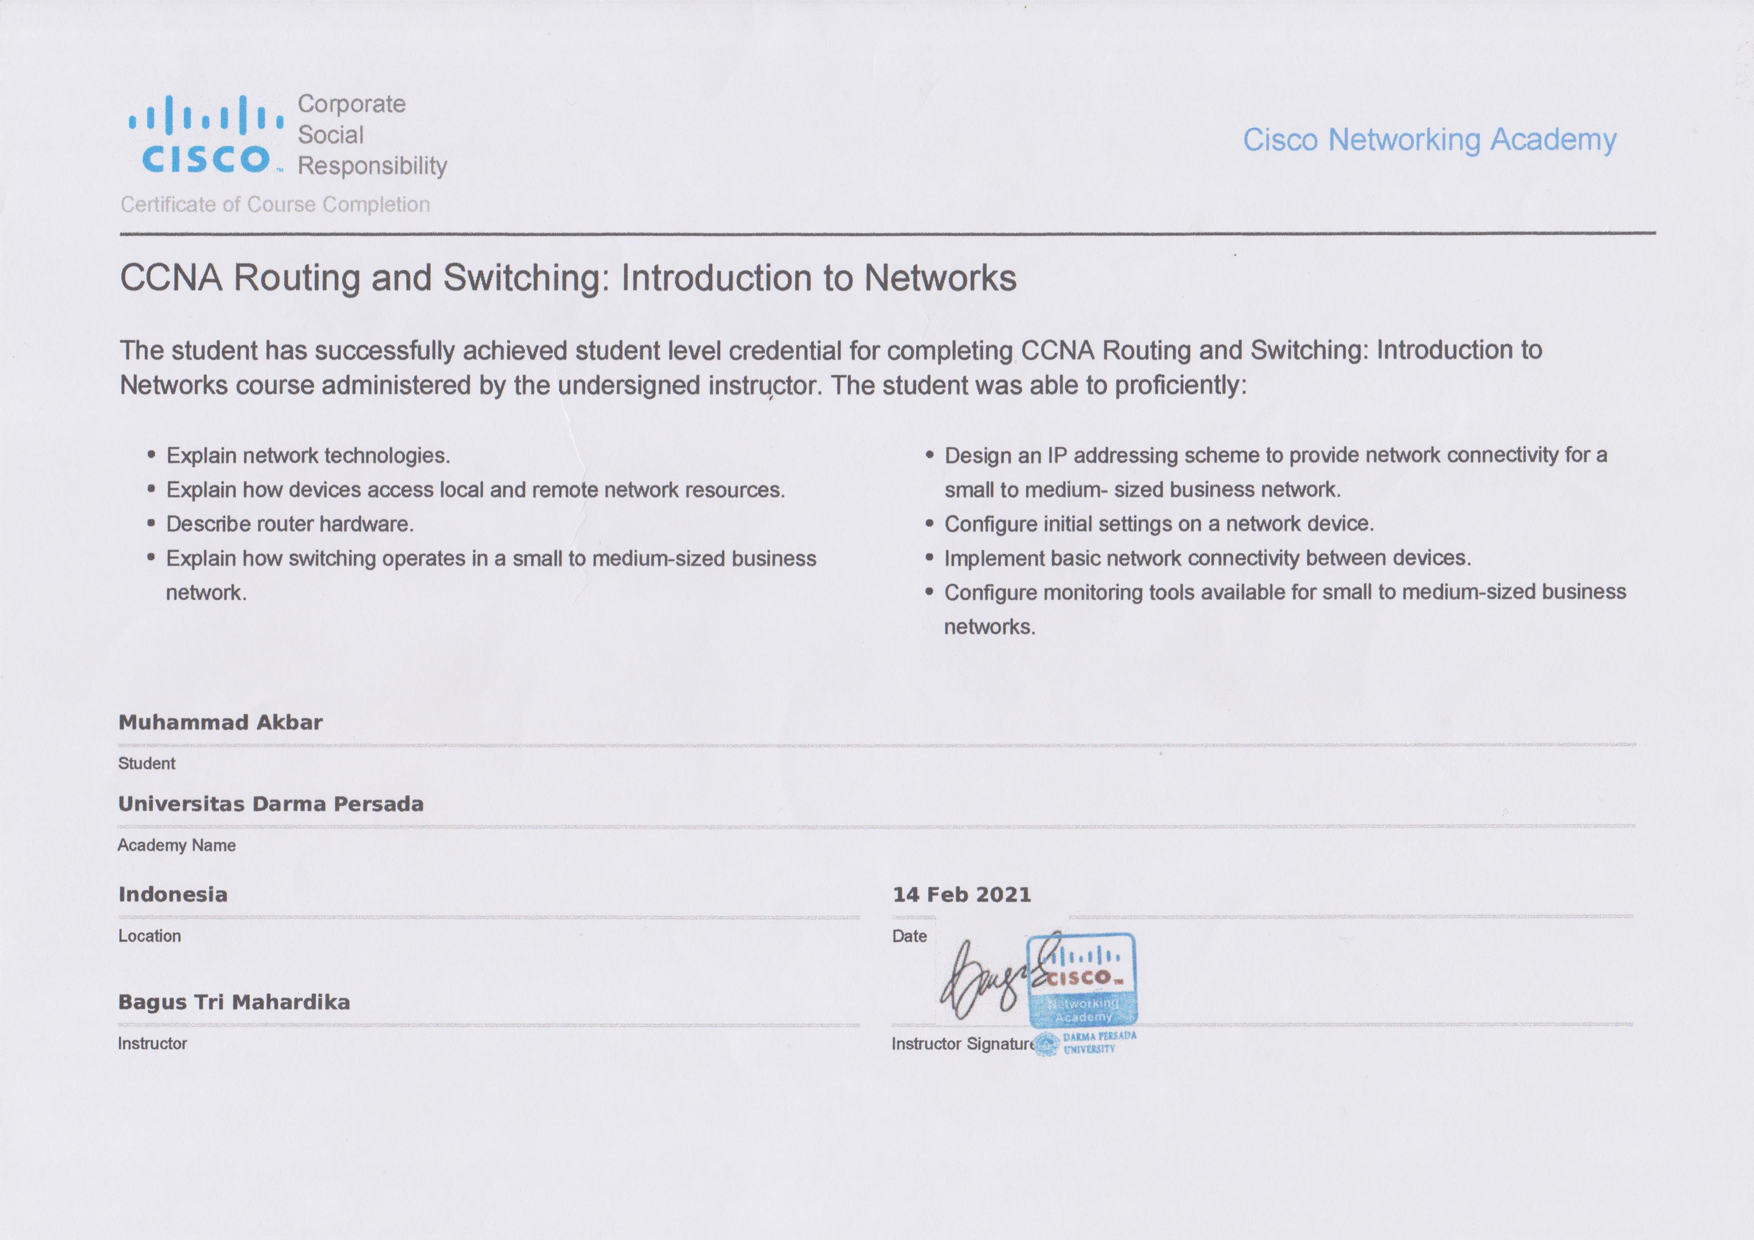 CISCO
Corporate
Social
Responsibility
Certificate of Course Completion
Cisco Networking Academy
CCNA Routing and Switching: Introduction to Networks
The student has successfully achieved student level credential for completing CCNA Routing and Switching: Introduction to
Networks course administered by the undersigned instructor. The student was able to proficiently:
• Explain network technologies.
• Explain how devices access local and remote network resources.
• Describe router hardware.
• Explain how switching operates in a small to medium-sized business
network.
• Design an IP addressing scheme to provide network connectivity for a
small to medium- sized business network.
• Configure initial settings on a network device.
• Implement basic network connectivity between devices.
• Configure monitoring tools available for small to medium-sized business
networks.
Muhammad Akbar
Student
Universitas Darma Persada
Academy Name
Indonesia
Location
14 Feb 2021
Date
Bagus Tri Mahardika
Instructor
Instructor Signature
CISCO
Networking
Academy
DARMA PERSADA
UNIVERSITY